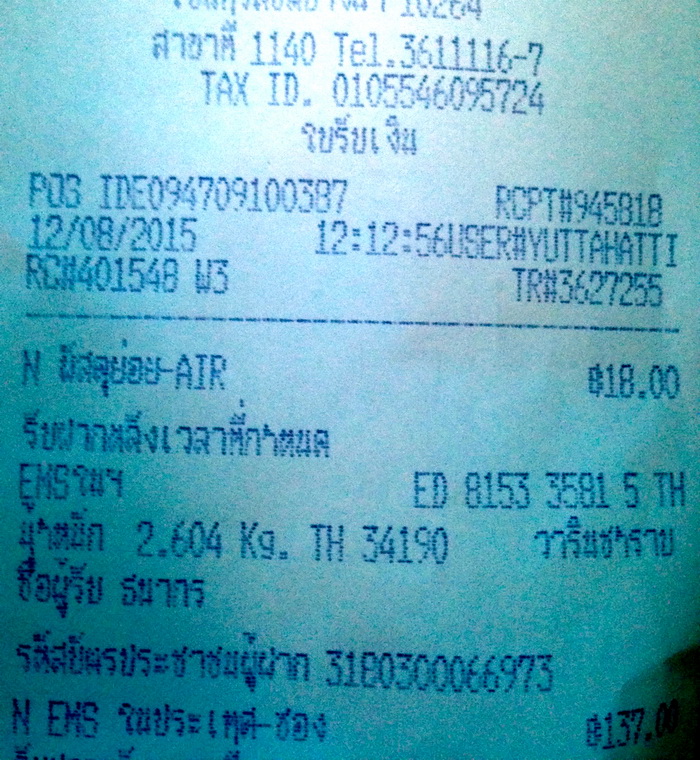 10264
สาขาที่ 1140 Tel.3611116-7
TAX ID. 0105546095724
ใบรับเงิน
POS IDE094709100387 RCPT#945818
12/08/2015 12:12:56USER#YUTTAHATTI
RC#401548 W3 TR#3627255
N พัสดุย่อย-AIR ฿18.00
รับฝากหลังเวลาที่กำหนด
EMSในฯ ED 8153 3581 5 TH
น้ำหนัก 2.604 Kg. TH 34190 วารินชำราบ
ชื่อผู้รับ ธนากร
รหัสบัตรประชาชนผู้ฝาก 3180300066973
N EMS ในประเทศ-ซอง ฿137.00